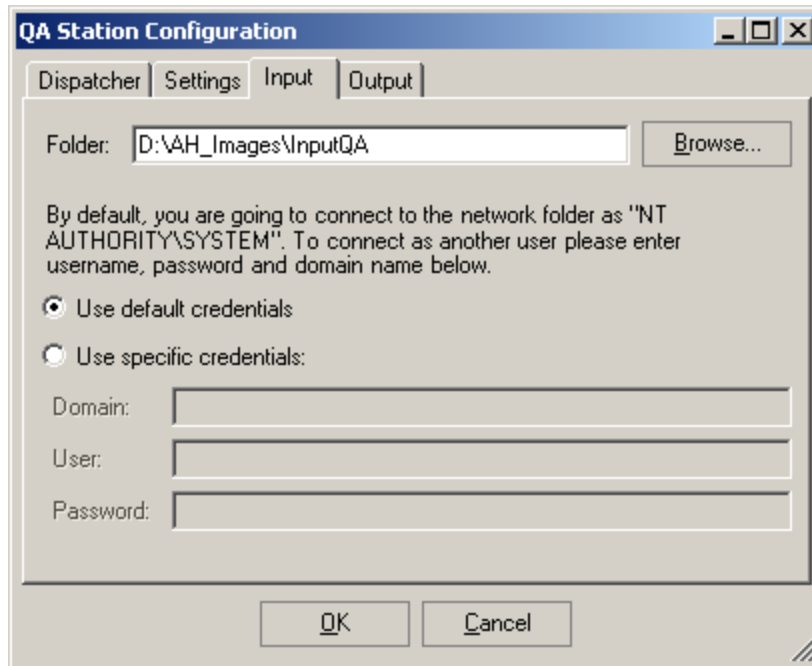 QA Station Configuration
Dispatcher Settings Input Output
Folder: D:\AH_Images\InputQA Browse...
By default, you are going to connect to the network folder as "NT
AUTHORITY\SYSTEM". To connect as another user please enter
username, password and domain name below.
Use default credentials
Use specific credentials:
Domain:
User:
Password:
OK Cancel